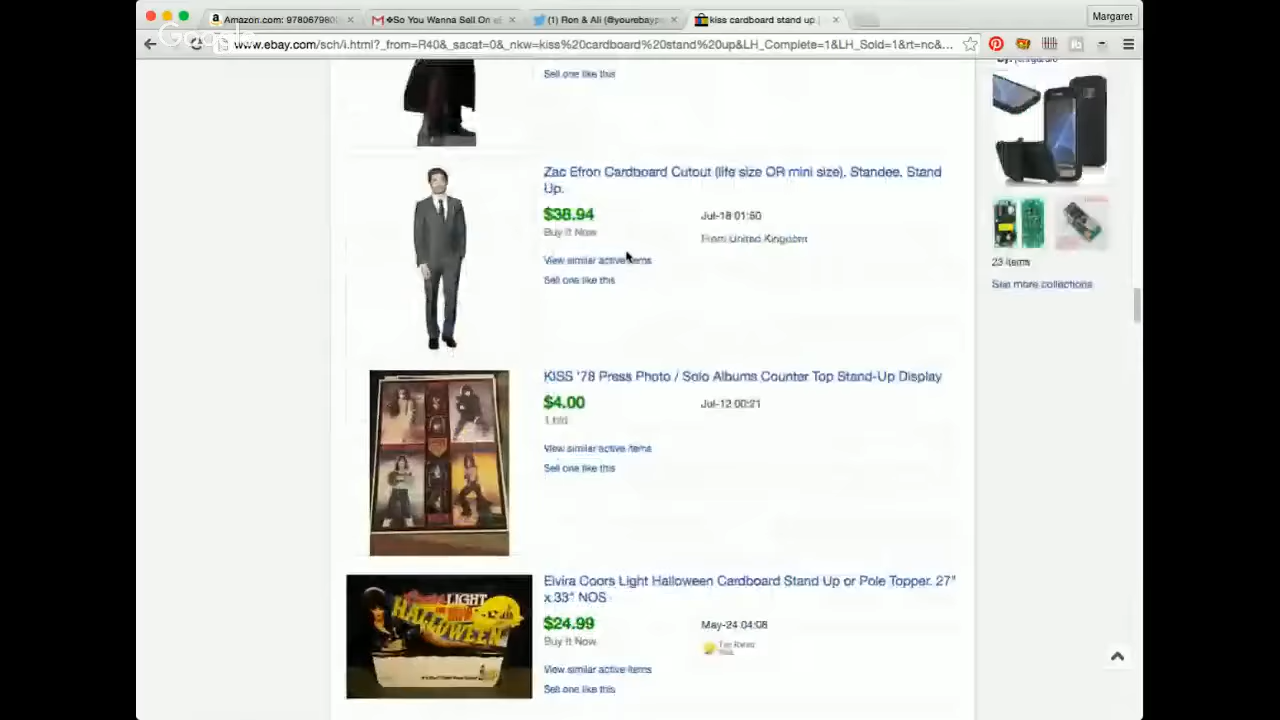 Amazon.com: 978067980
So You Wanna Sell On e
(1) Ron & Ali (@yourebayp
kiss cardboard stand up |
Margaret
Google
www.ebay.com/sch/i.html?_from=R40&_sacat=0&_nkw=kiss%20cardboard%20stand%20up&LH_Complete=1&LH_Sold=1&rt=nc&...
Sell one like this
Zac Efron Cardboard Cutout (life size OR mini size). Standee. Stand
Up.
$38.94
Jul-18 01:50
Buy It Now
From United Kingdom
View similar active items
Sell one like this
23 items
See more collections
KISS '78 Press Photo / Solo Albums Counter Top Stand-Up Display
$4.00
Jul-12 00:21
1 bid
View similar active items
Sell one like this
Elvira Coors Light Halloween Cardboard Stand Up or Pole Topper. 27"
x 33" NOS
$24.99
May-24 04:08
Buy It Now
Top Rated
View similar active items
Sell one like this
LIGHT
HALLOWEEN